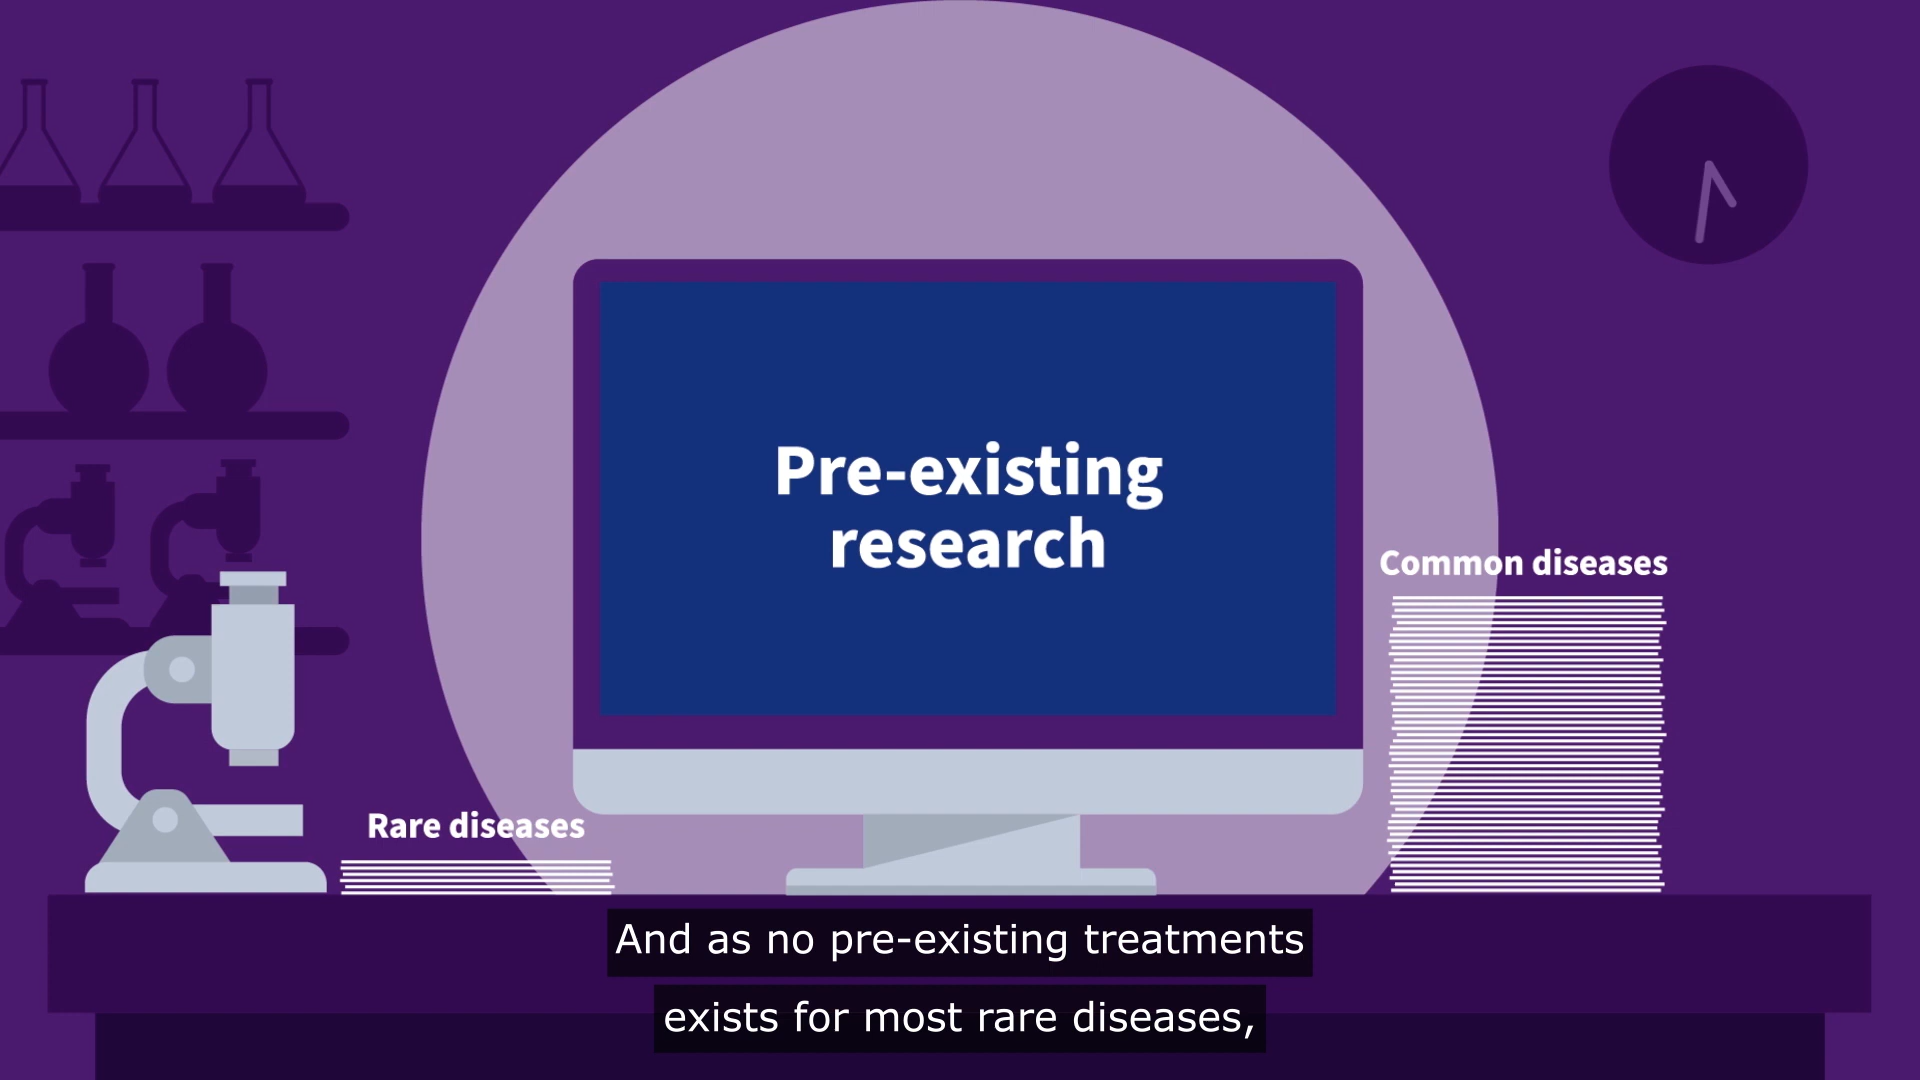 Pre-existing
research
Common diseases
Rare diseases
And as no pre-existing treatments
exists for most rare diseases,